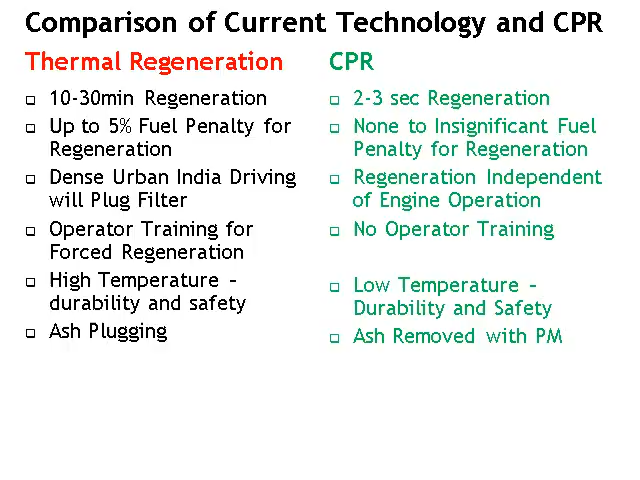 Comparison of Current Technology and CPR
Thermal Regeneration
10-30min Regeneration
Up to 5% Fuel Penalty for
Regeneration
Dense Urban India Driving
will Plug Filter
Operator Training for
Forced Regeneration
High Temperature –
durability and safety
Ash Plugging
CPR
2-3 sec Regeneration
None to Insignificant Fuel
Penalty for Regeneration
Regeneration Independent
of Engine Operation
No Operator Training
Low Temperature –
Durability and Safety
Ash Removed with PM